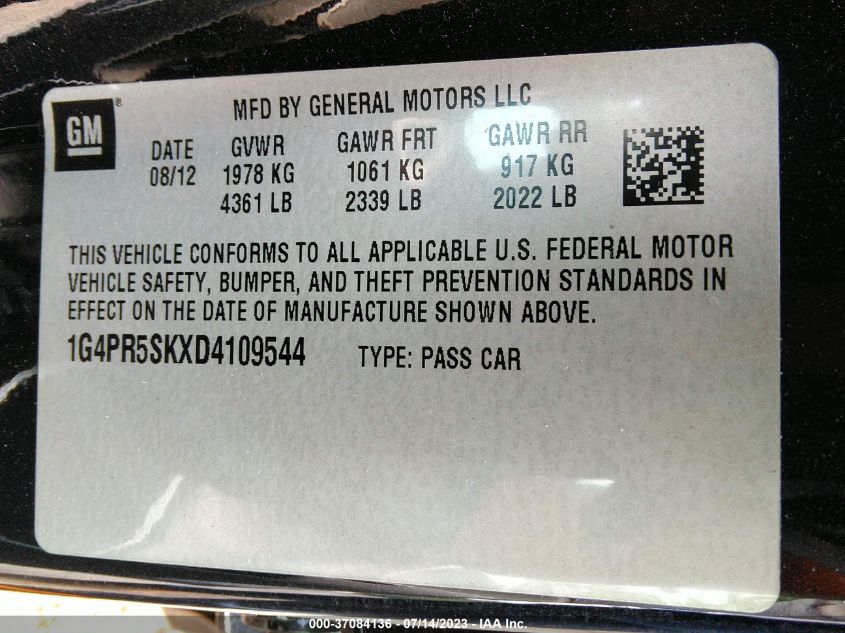 GM ®
MFD BY GENERAL MOTORS LLC
DATE GVWR GAWR FRT GAWR RR
08/12 1978 KG 1061 KG 917 KG
4361 LB 2339 LB 2022 LB
THIS VEHICLE CONFORMS TO ALL APPLICABLE U.S. FEDERAL MOTOR
VEHICLE SAFETY, BUMPER, AND THEFT PREVENTION STANDARDS IN
EFFECT ON THE DATE OF MANUFACTURE SHOWN ABOVE.
1G4PR5SKXD4109544 TYPE: PASS CAR
000-37084136 - 07/14/2023 - IAA Inc.